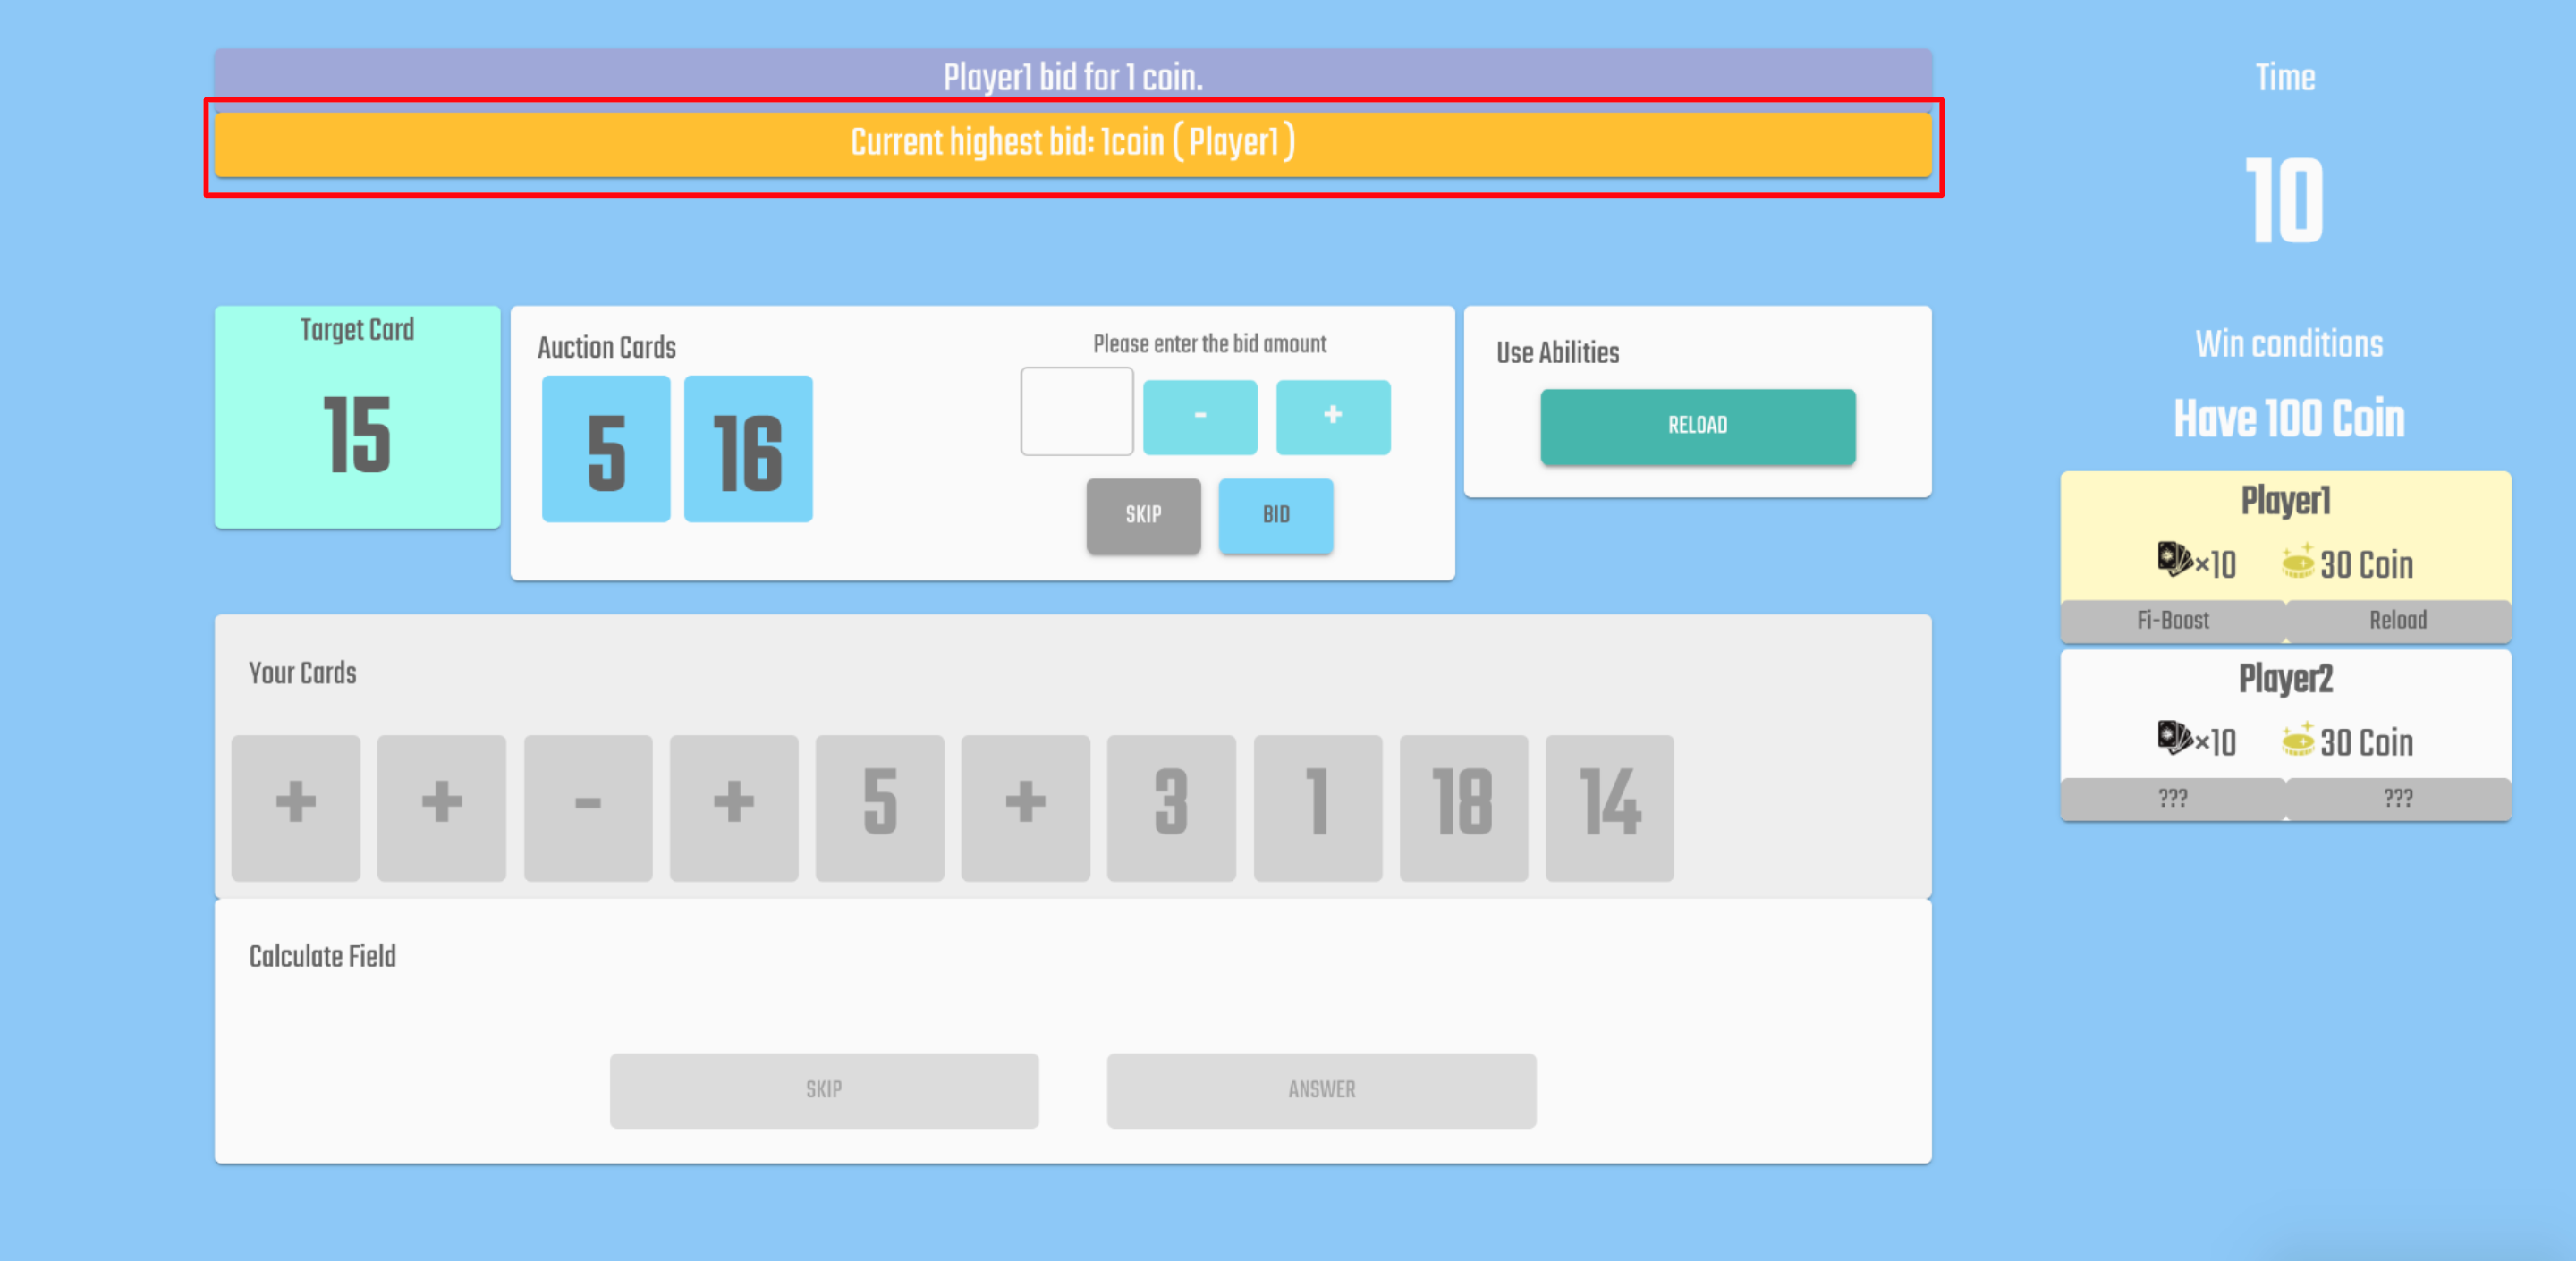 Player1 bid for 1 coin.
Current highest bid: 1coin ( Player1 )
Time
10
Win conditions
Have 100 Coin
Target Card
15
Auction Cards
5 16
Please enter the bid amount
- +
SKIP BID
Use Abilities
RELOAD
Player1
×10 30 Coin
Fi-Boost Reload
Player2
×10 30 Coin
??? ???
Your Cards
+ + - + 5 + 3 1 18 14
Calculate Field
SKIP ANSWER